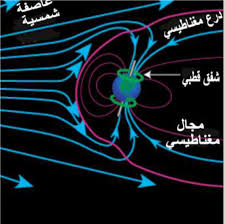 عاصفة
شمسية
درع مغناطيسي
شفق قطبي
مجال
مغناطيسي